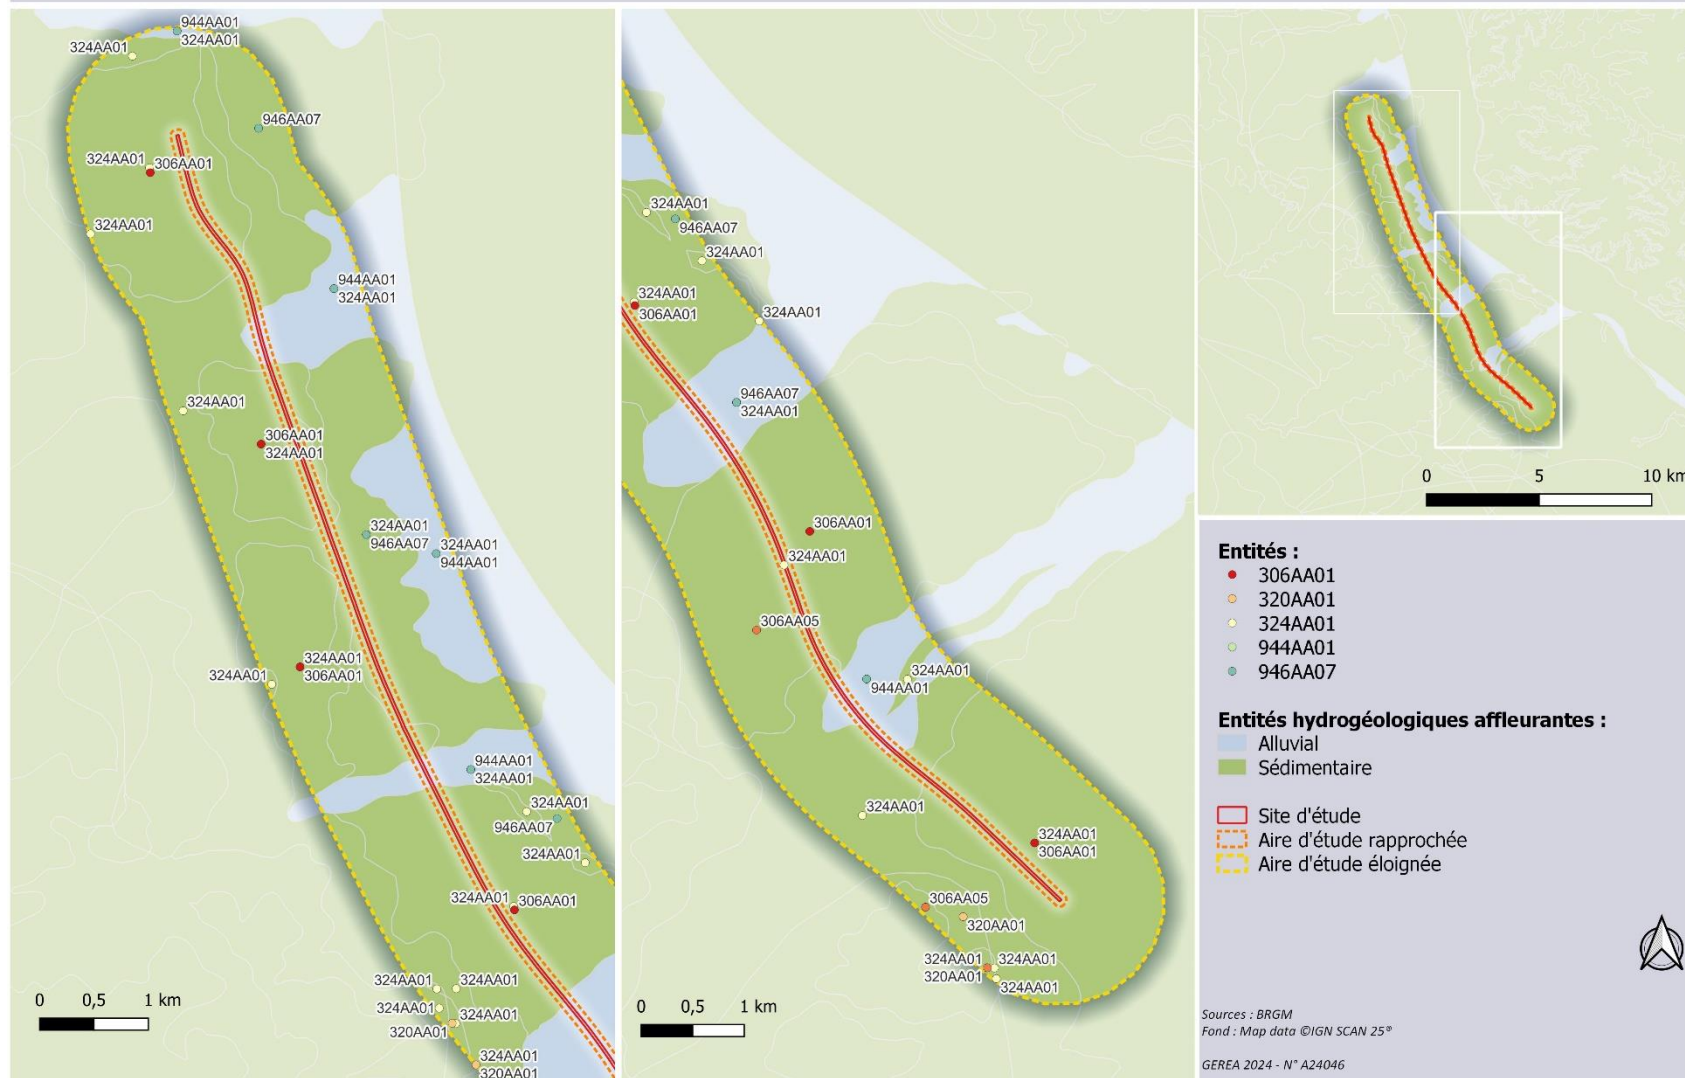 944AA01
324AA01
324AA01
946AA07
324AA01
306AA01
324AA01
944AA01
324AA01
324AA01
306AA01
324AA01
324AA01
946AA07
324AA01
944AA01
324AA01
306AA01
324AA01
944AA01
324AA01
324AA01
946AA07
324AA01
324AA01
306AA01
324AA01
324AA01
324AA01
324AA01
320AA01
324AA01
320AA01
0 0,5 1 km
324AA01
946AA07
324AA01
324AA01
306AA01
324AA01
946AA07
324AA01
306AA01
324AA01
306AA05
324AA01
944AA01
324AA01
324AA01
306AA01
306AA05
320AA01
324AA01
324AA01
320AA01
324AA01
0 0,5 1 km
0 5 10 km
Entités :
306AA01
320AA01
324AA01
944AA01
946AA07
Entités hydrogéologiques affleurantes :
Alluvial
Sédimentaire
Site d'étude
Aire d'étude rapprochée
Aire d'étude éloignée
Sources : BRGM
Fond : Map data ©IGN SCAN 25®
GEREA 2024 - N° A24046